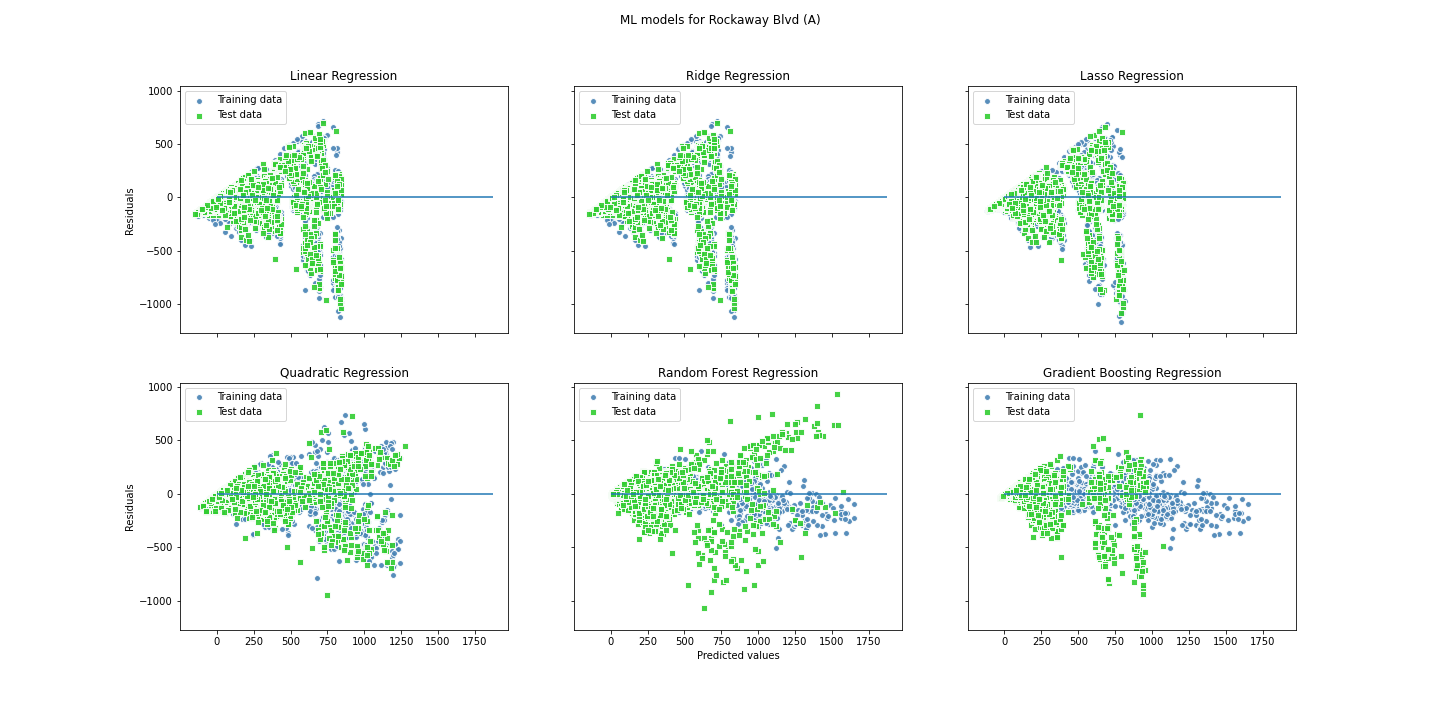 ML models for Rockaway Blvd (A)
Linear Regression
Ridge Regression
Lasso Regression
Training data
Test data
Training data
Test data
Training data
Test data
1000
500
0
−500
−1000
Residuals
Quadratic Regression
Random Forest Regression
Gradient Boosting Regression
Training data
Test data
Training data
Test data
Training data
Test data
1000
500
0
−500
−1000
Residuals
0 250 500 750 1000 1250 1500 1750
0 250 500 750 1000 1250 1500 1750
0 250 500 750 1000 1250 1500 1750
Predicted values